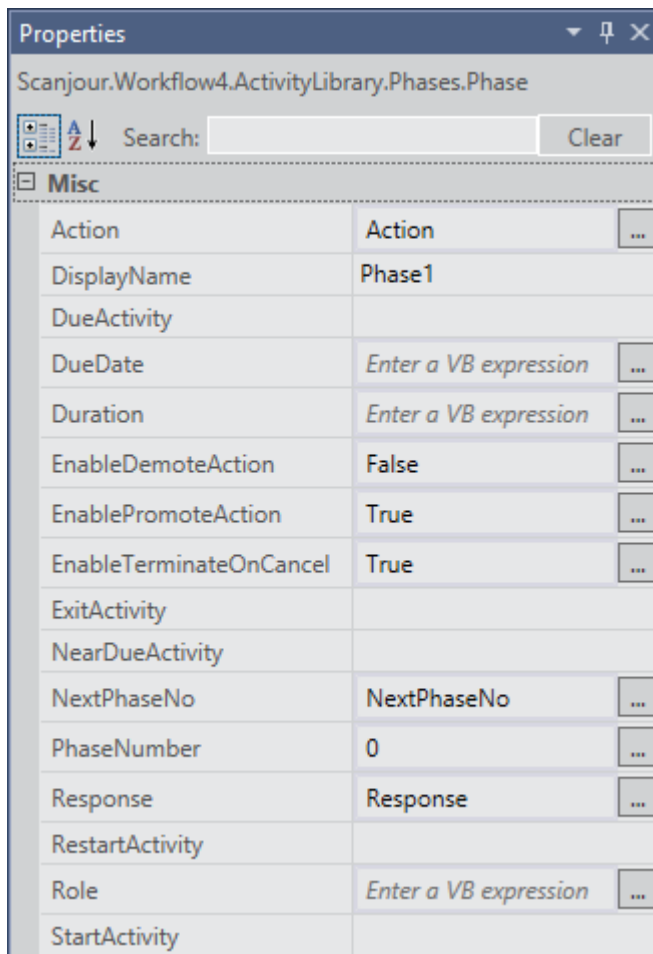 Properties
Scanjour.Workflow4.ActivityLibrary.Phases.Phase
Search: Clear
Misc
Action Action ...
DisplayName Phase1
DueActivity
DueDate Enter a VB expression ...
Duration Enter a VB expression ...
EnableDemoteAction False ...
EnablePromoteAction True ...
EnableTerminateOnCancel True ...
ExitActivity
NearDueActivity
NextPhaseNo NextPhaseNo ...
PhaseNumber 0 ...
Response Response ...
RestartActivity
Role Enter a VB expression ...
StartActivity